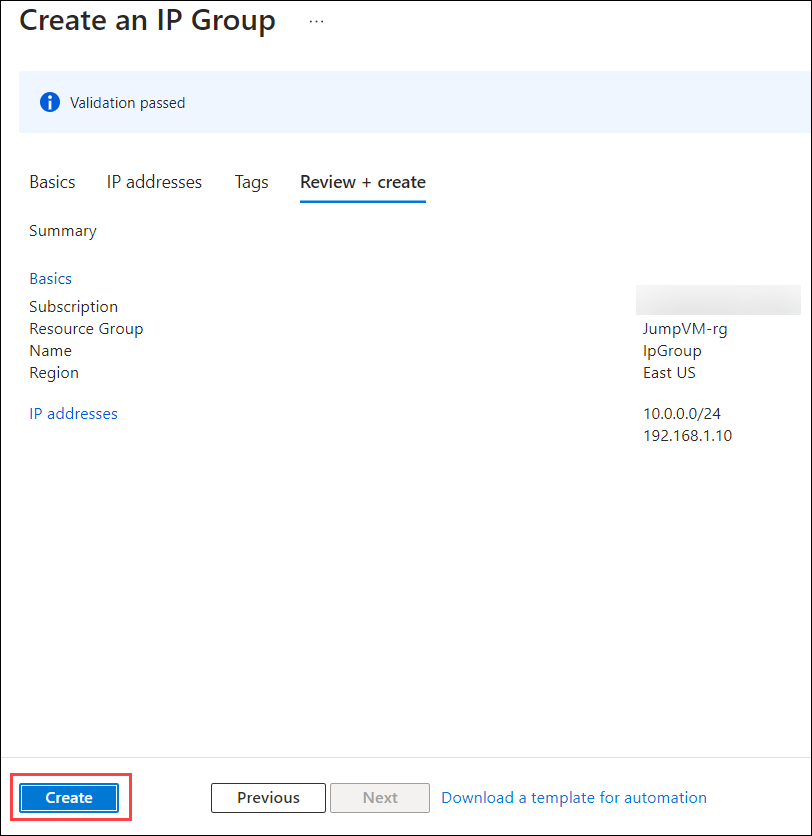 Create an IP Group ...
Validation passed
Basics IP addresses Tags Review + create
Summary
Basics
Subscription
Resource Group JumpVM-rg
Name IpGroup
Region East US
IP addresses 10.0.0.0/24
192.168.1.10
Create Previous Next Download a template for automation